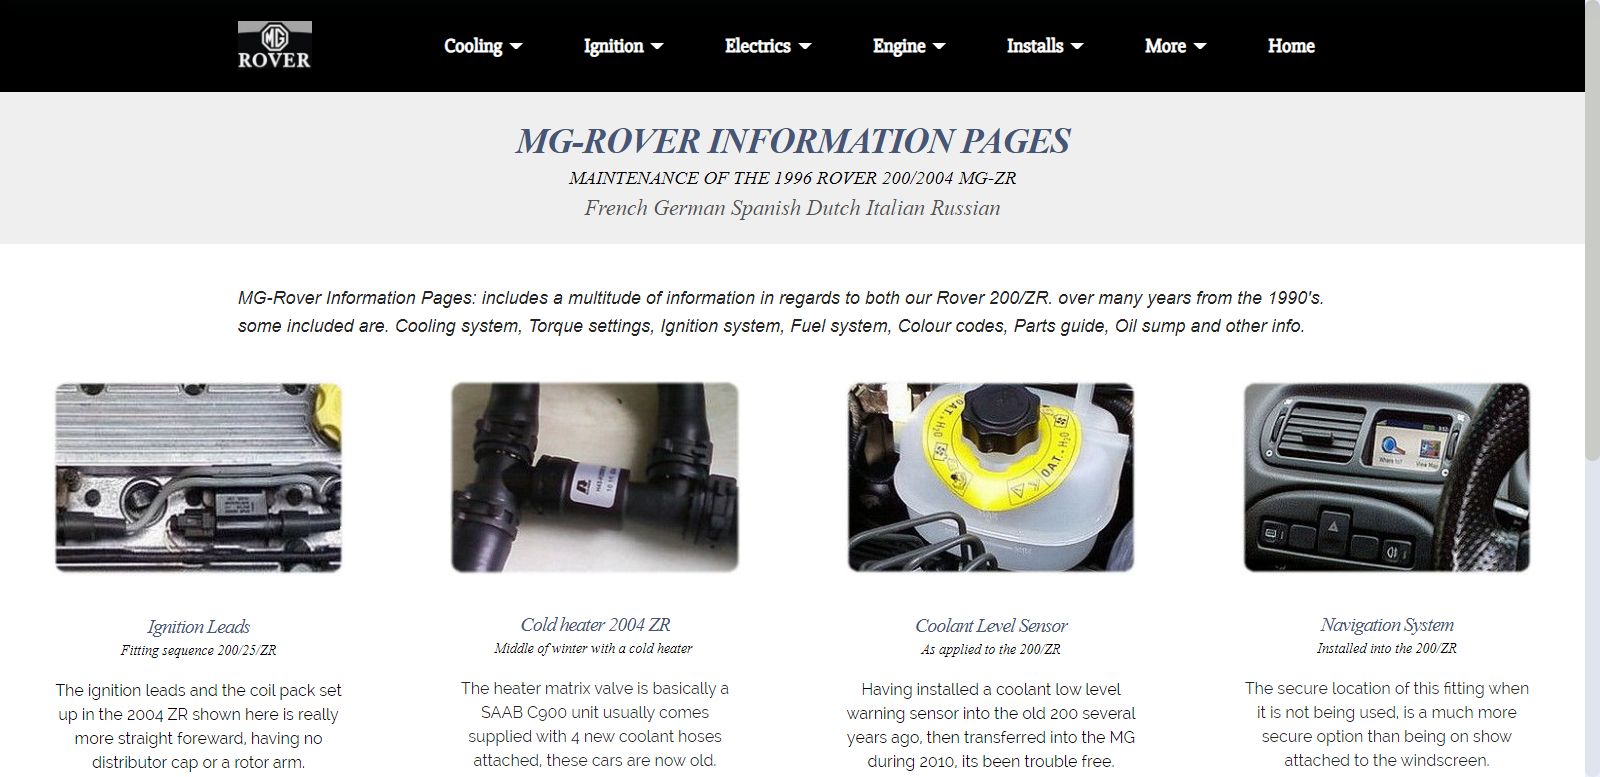 MG
ROVER
Cooling
Ignition
Electrics
Engine
Installs
More
Home
MG-ROVER INFORMATION PAGES
MAINTENANCE OF THE 1996 ROVER 200/2004 MG-ZR
French German Spanish Dutch Italian Russian
MG-Rover Information Pages: includes a multitude of information in regards to both our Rover 200/ZR. over many years from the 1990's.
some included are. Cooling system, Torque settings, Ignition system, Fuel system, Colour codes, Parts guide, Oil sump and other info.
O.A.T. + H₂O
O.A.T. + H₂O
Where To?
View Map
Ignition Leads
Fitting sequence 200/25/ZR
The ignition leads and the coil pack set
up in the 2004 ZR shown here is really
more straight foreward, having no
distributor cap or a rotor arm.
Cold heater 2004 ZR
Middle of winter with a cold heater
The heater matrix valve is basically a
SAAB C900 unit usually comes
supplied with 4 new coolant hoses
attached, these cars are now old.
Coolant Level Sensor
As applied to the 200/ZR
Having installed a coolant low level
warning sensor into the old 200 several
years ago, then transferred into the MG
during 2010, its been trouble free.
Navigation System
Installed into the 200/ZR
The secure location of this fitting when
it is not being used, is a much more
secure option than being on show
attached to the windscreen.